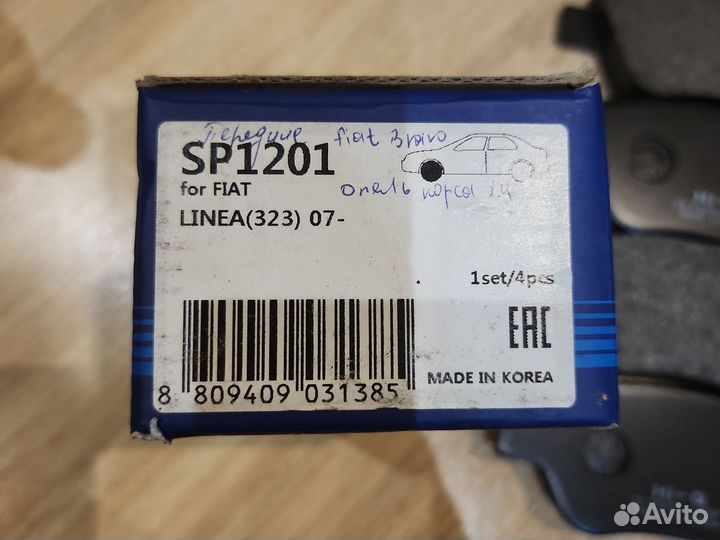 Передние fiat Bravo
SP1201
for FIAT
Опель корса 1.4
LINEA(323) 07-
1set/4pcs
EAC
8 809409 031385
MADE IN KOREA
Avito